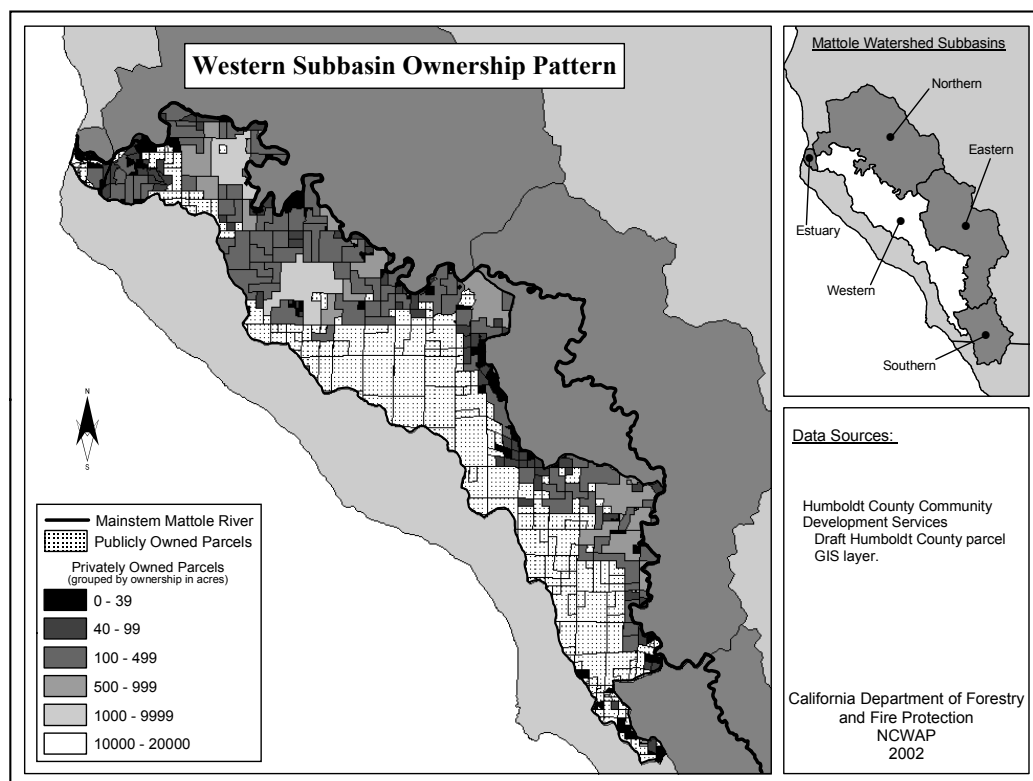 Western Subbasin Ownership Pattern
N
S
Mainstem Mattole River
Publicly Owned Parcels
Privately Owned Parcels
(grouped by ownership in acres)
0 - 39
40 - 99
100 - 499
500 - 999
1000 - 9999
10000 - 20000
Mattole Watershed Subbasins
Northern
Eastern
Estuary
Western
Southern
Data Sources:
Humboldt County Community
Development Services
Draft Humboldt County parcel
GIS layer.
California Department of Forestry
and Fire Protection
NCWAP
2002